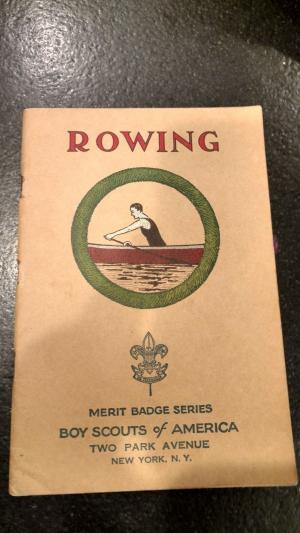 ROWING
MERIT BADGE SERIES
BOY SCOUTS of AMERICA
TWO PARK AVENUE
NEW YORK, N.Y.